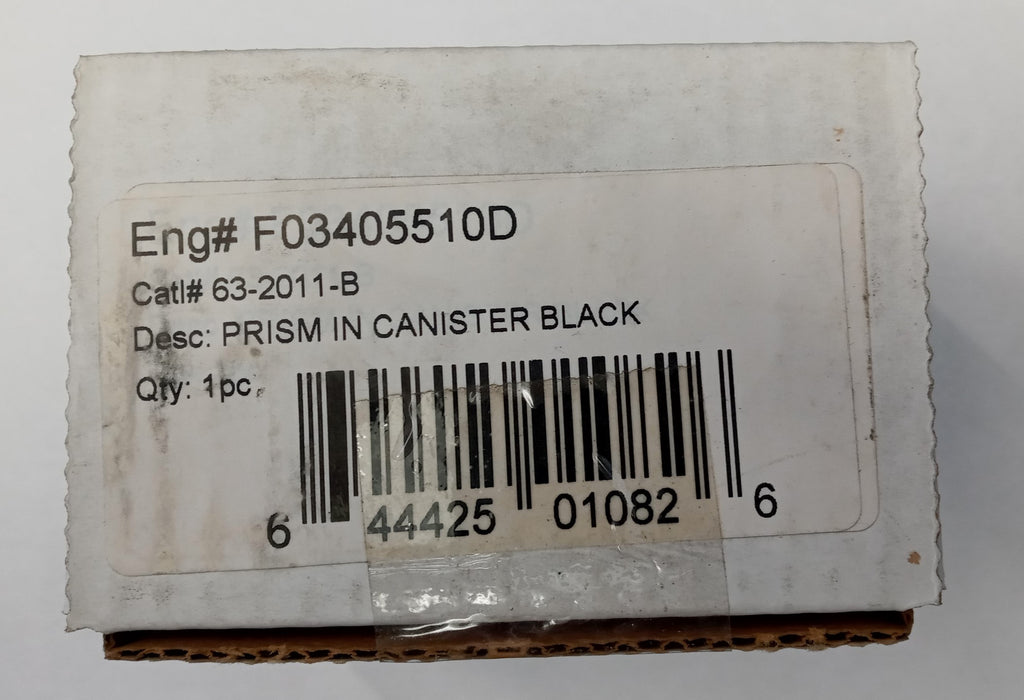 Eng# F03405510D
Catl# 63-2011-B
Desc: PRISM IN CANISTER BLACK
Qty: 1pc.
6 44425 01082 6